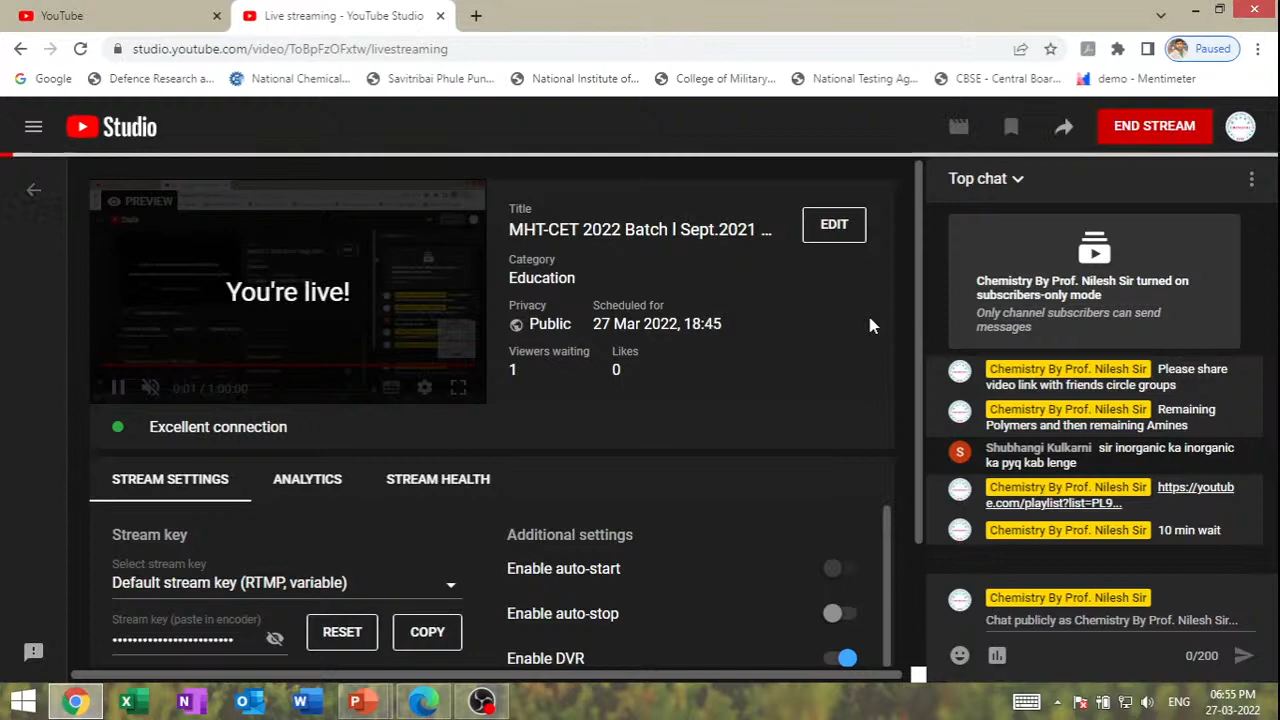 YouTube
Live streaming - YouTube Studio
studio.youtube.com/video/ToBpFzOFxtw/livestreaming
Paused
Google
Defence Research a...
National Chemical...
Savitribai Phule Pun...
National Institute of...
College of Military...
National Testing Ag...
CBSE - Central Boar...
demo - Mentimeter
Studio
END STREAM
PREVIEW
You're live!
0:01 / 1:00:00
Title
MHT-CET 2022 Batch l Sept.2021 ...
EDIT
Category
Education
Privacy
Scheduled for
Public
27 Mar 2022, 18:45
Viewers waiting
Likes
1
0
Excellent connection
STREAM SETTINGS
ANALYTICS
STREAM HEALTH
Stream key
Select stream key
Default stream key (RTMP, variable)
Stream key (paste in encoder)
••••••••••••••••••••••••
RESET
COPY
Additional settings
Enable auto-start
Enable auto-stop
Enable DVR
Top chat
Chemistry By Prof. Nilesh Sir turned on
subscribers-only mode
Only channel subscribers can send
messages
Chemistry By Prof. Nilesh Sir Please share
video link with friends circle groups
Chemistry By Prof. Nilesh Sir Remaining
Polymers and then remaining Amines
S
Shubhangi Kulkarni sir inorganic ka inorganic
ka pyq kab lenge
Chemistry By Prof. Nilesh Sir https://youtub
e.com/playlist?list=PL9...
Chemistry By Prof. Nilesh Sir 10 min wait
Chemistry By Prof. Nilesh Sir
Chat publicly as Chemistry By Prof. Nilesh Sir...
0/200
ENG
06:55 PM
27-03-2022